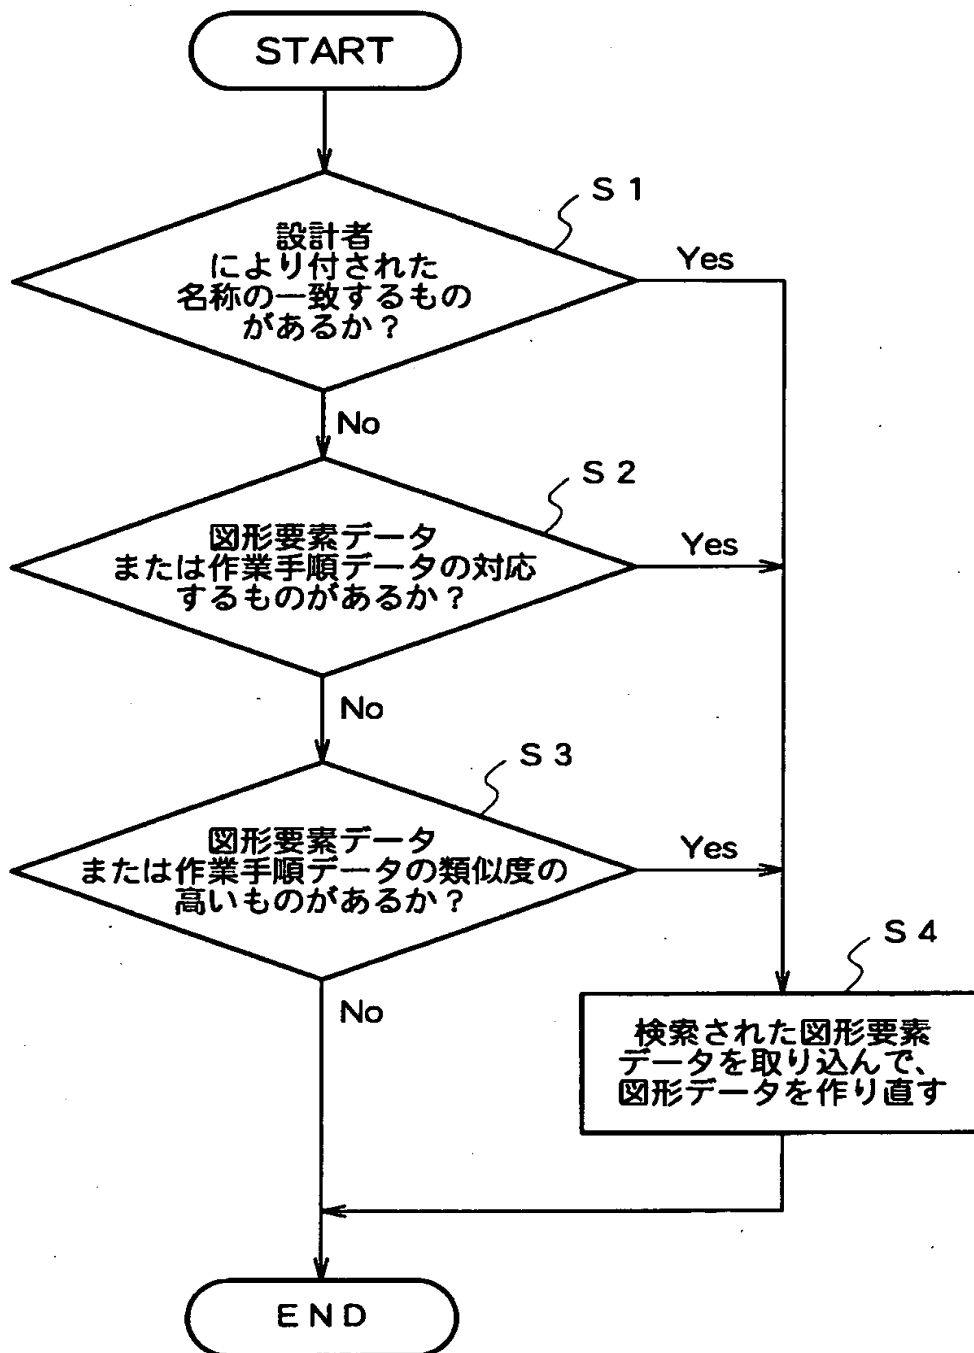 START
S1
設計者
により付された
名称の一致するもの
があるか?
Yes
No
S2
図形要素データ
または作業手順データの対応
するものがあるか?
Yes
No
S3
図形要素データ
または作業手順データの類似度の
高いものがあるか?
Yes
No
S4
検索された図形要素
データを取り込んで、
図形データを作り直す
END